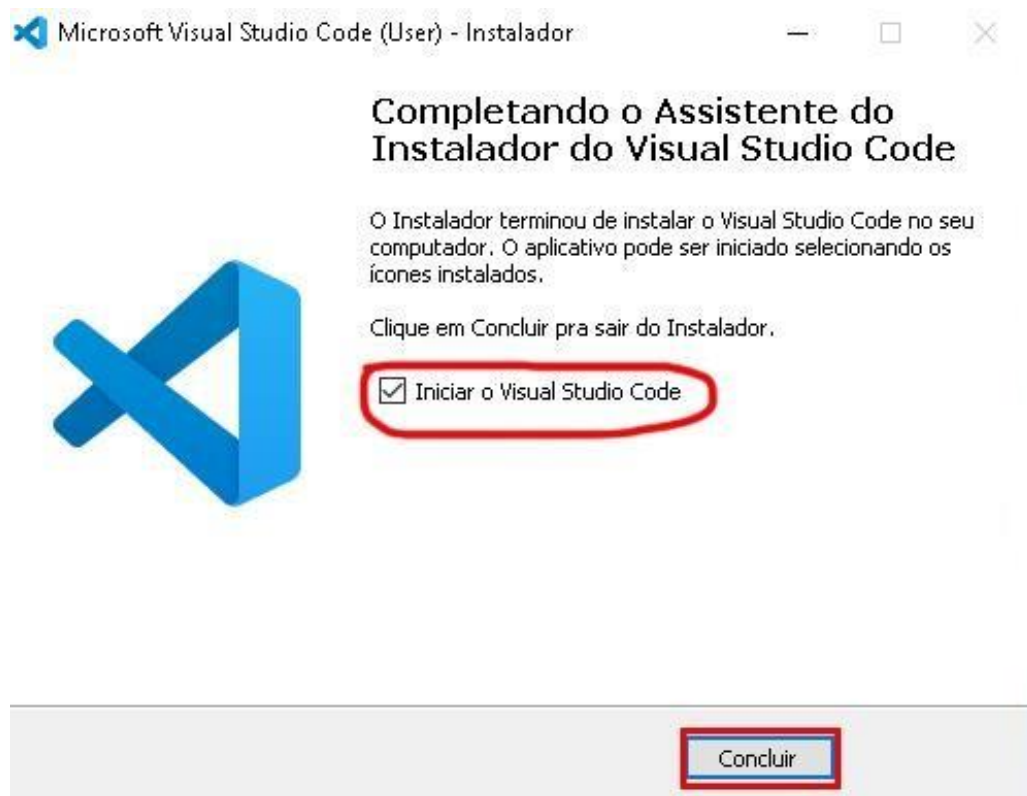 Microsoft Visual Studio Code (User) - Instalador
Completando o Assistente do
Instalador do Visual Studio Code
O Instalador terminou de instalar o Visual Studio Code no seu
computador. O aplicativo pode ser iniciado selecionando os
ícones instalados.
Clique em Concluir pra sair do Instalador.
Iniciar o Visual Studio Code
Concluir